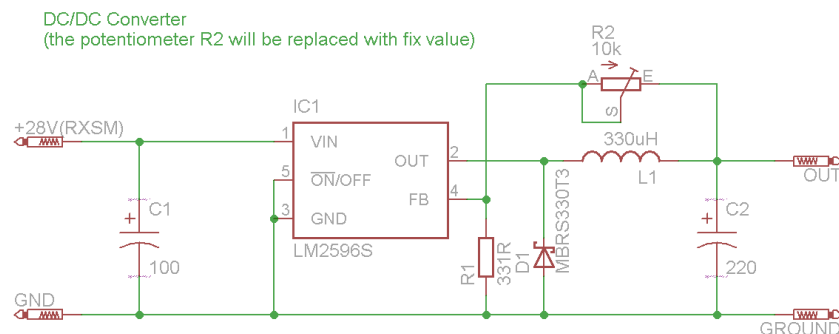 DC/DC Converter
(the potentiometer R2 will be replaced with fix value)
R2
10k
A
E
S
IC1
+28V(RXSM)
1
VIN
OUT
2
330uH
L1
OUT
5
ON/OFF
FB
4
3
GND
LM2596S
C1
+
100
R1
331R
D1
MBRS330T3
C2
+
220
GND
GROUND